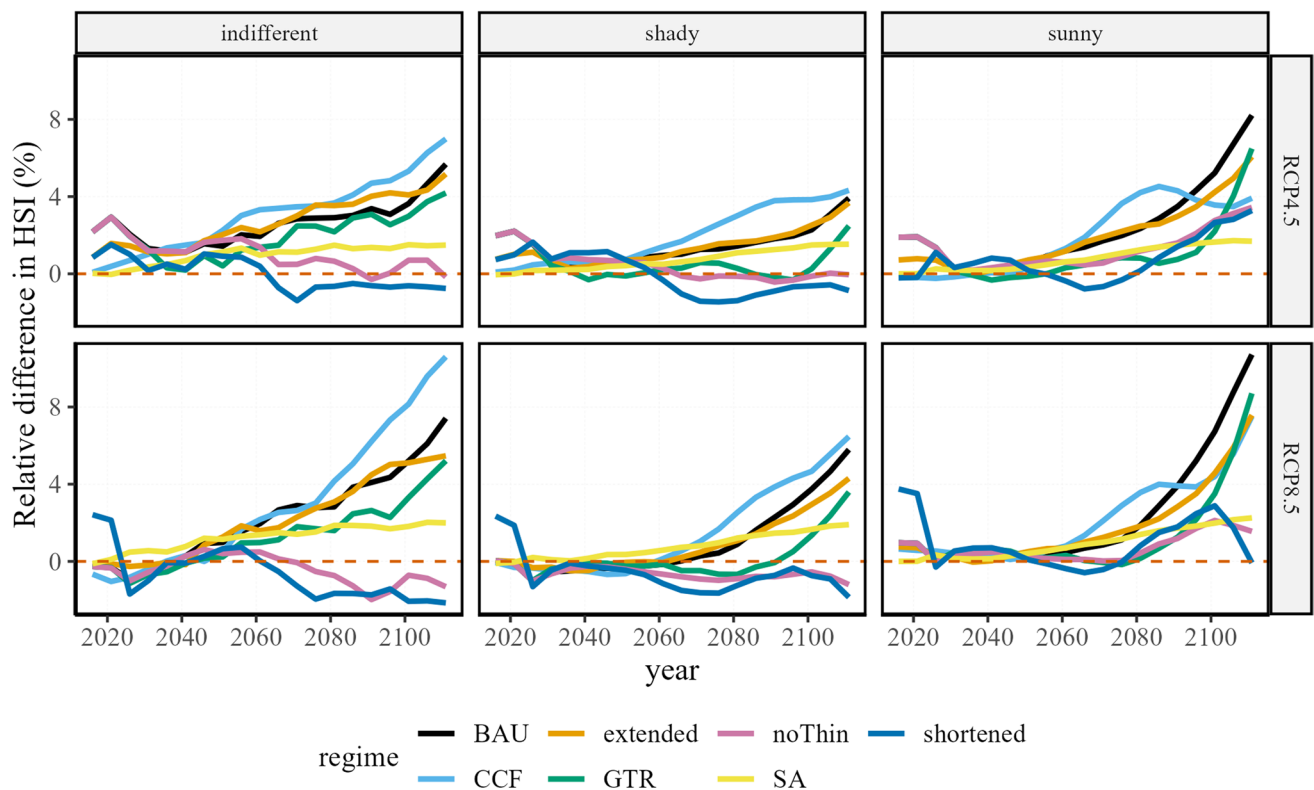 indifferent shady sunny
Relative difference in HSI (%)
8
4
0
RCP4.5
8
4
0
RCP8.5
2020 2040 2060 2080 2100 2020 2040 2060 2080 2100 2020 2040 2060 2080 2100
year
regime
BAU extended noThin shortened
CCF GTR SA